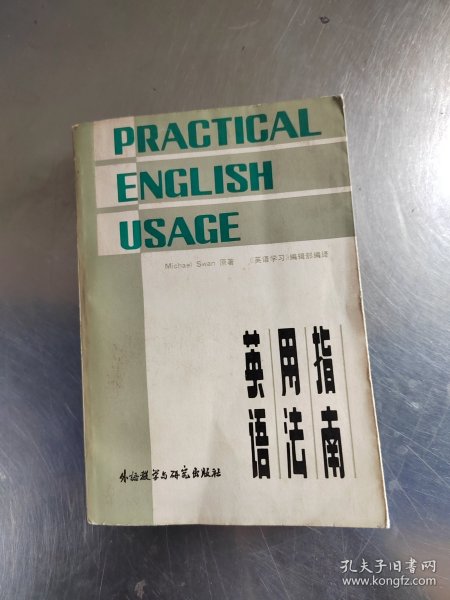 PRACTICAL
ENGLISH
USAGE
Michael Swan 原著 《英语学习》编辑部编译
英语
用法
指南
外语教学与研究出版社
孔夫子旧书网
www.kongfz.com